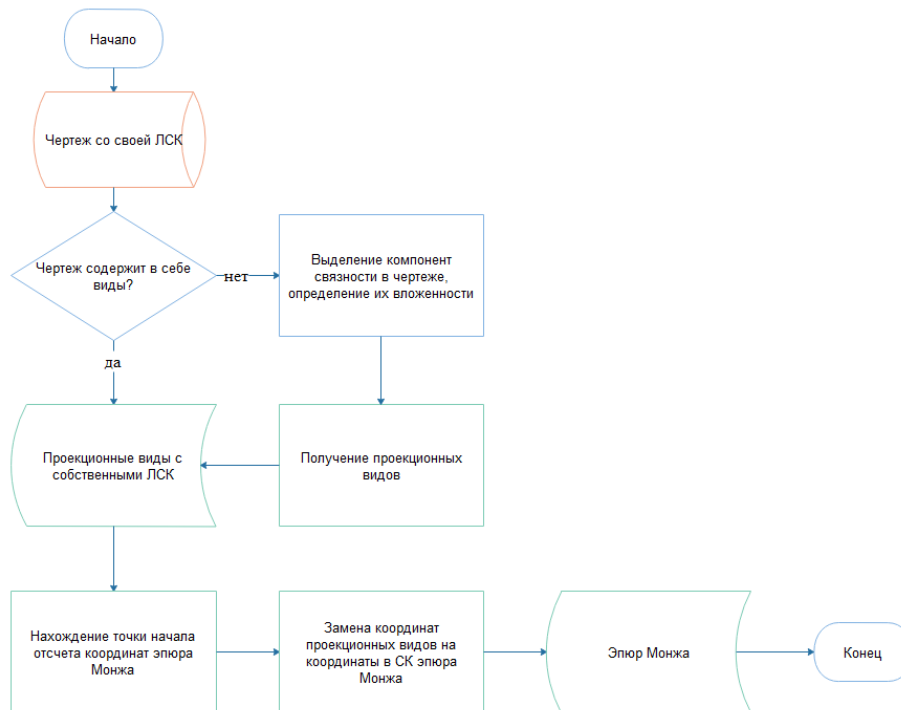 Начало
Чертеж со своей ЛСК
Чертеж содержит в себе
виды?
нет
Выделение компонент
связности в чертеже,
определение их вложенности
да
Проекционные виды с
собственными ЛСК
Получение проекционных
видов
Нахождение точки начала
отсчета координат эпюра
Монжа
Замена координат
проекционных видов на
координаты в СК эпюра
Монжа
Эпюр Монжа
Конец